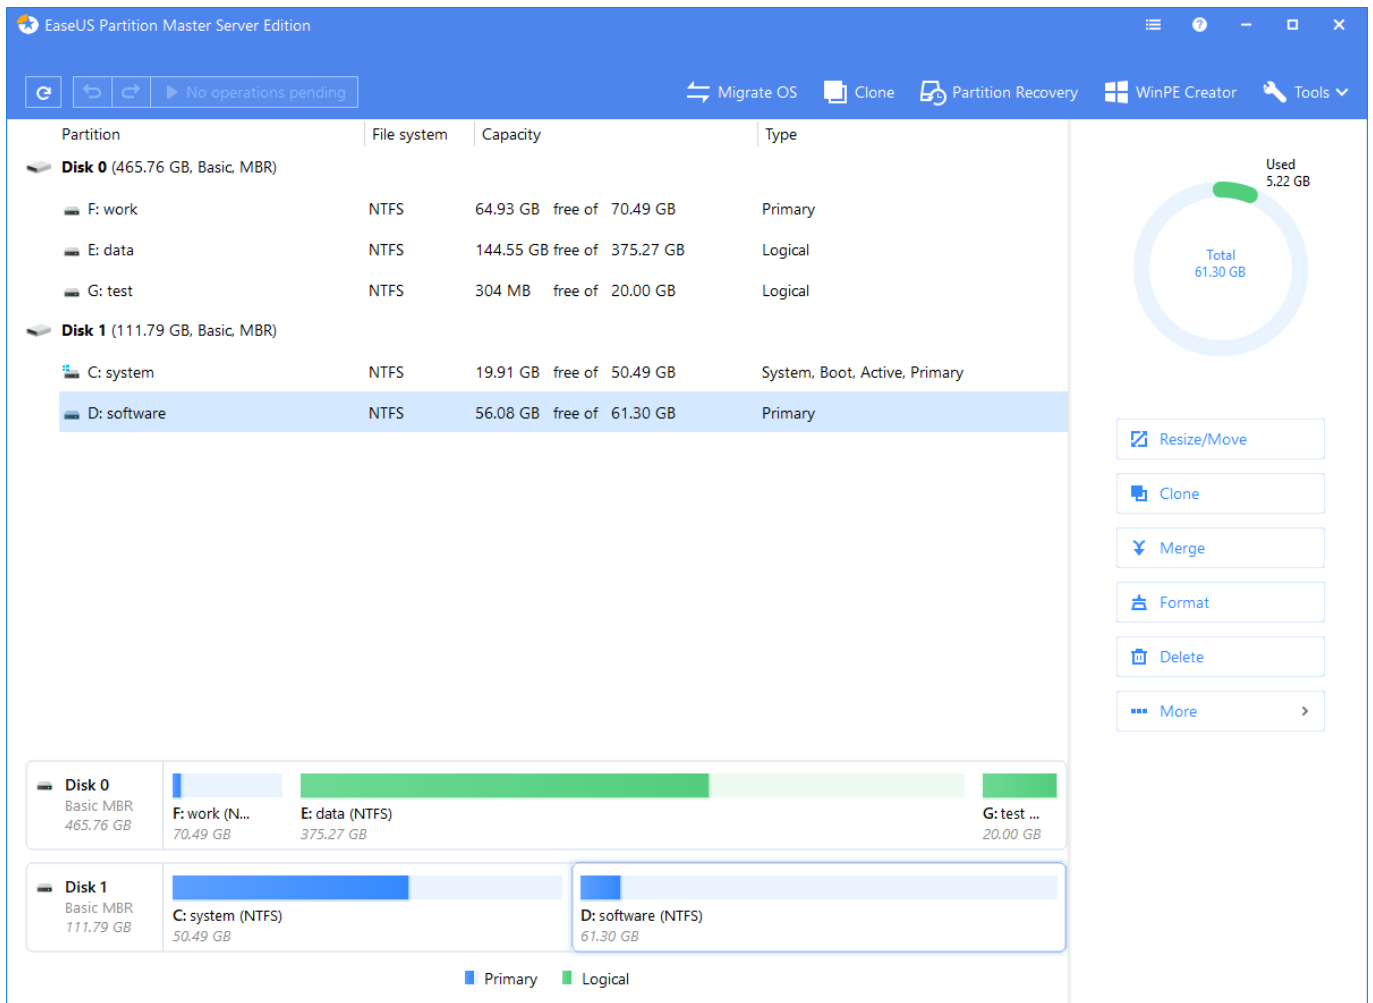 EaseUS Partition Master Server Edition
No operations pending
Migrate OS
Clone
Partition Recovery
WinPE Creator
Tools
Partition File system Capacity Type
Disk 0 (465.76 GB, Basic, MBR)
F: work NTFS 64.93 GB free of 70.49 GB Primary
E: data NTFS 144.55 GB free of 375.27 GB Logical
G: test NTFS 304 MB free of 20.00 GB Logical
Disk 1 (111.79 GB, Basic, MBR)
C: system NTFS 19.91 GB free of 50.49 GB System, Boot, Active, Primary
D: software NTFS 56.08 GB free of 61.30 GB Primary
Used
5.22 GB
Total
61.30 GB
Resize/Move
Clone
Merge
Format
Delete
More
Disk 0
Basic MBR
465.76 GB
F: work (N...
70.49 GB
E: data (NTFS)
375.27 GB
G: test ...
20.00 GB
Disk 1
Basic MBR
111.79 GB
C: system (NTFS)
50.49 GB
D: software (NTFS)
61.30 GB
Primary
Logical